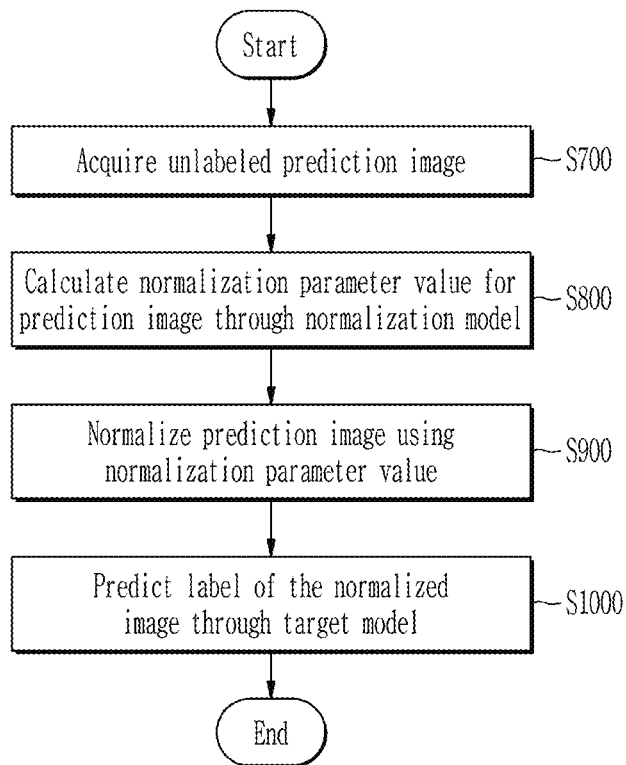 Start
Acquire unlabeled prediction image
S700
Calculate normalization parameter value for
prediction image through normalization model
S800
Normalize prediction image using
normalization parameter value
S900
Predict label of the normalized
image through target model
S1000
End